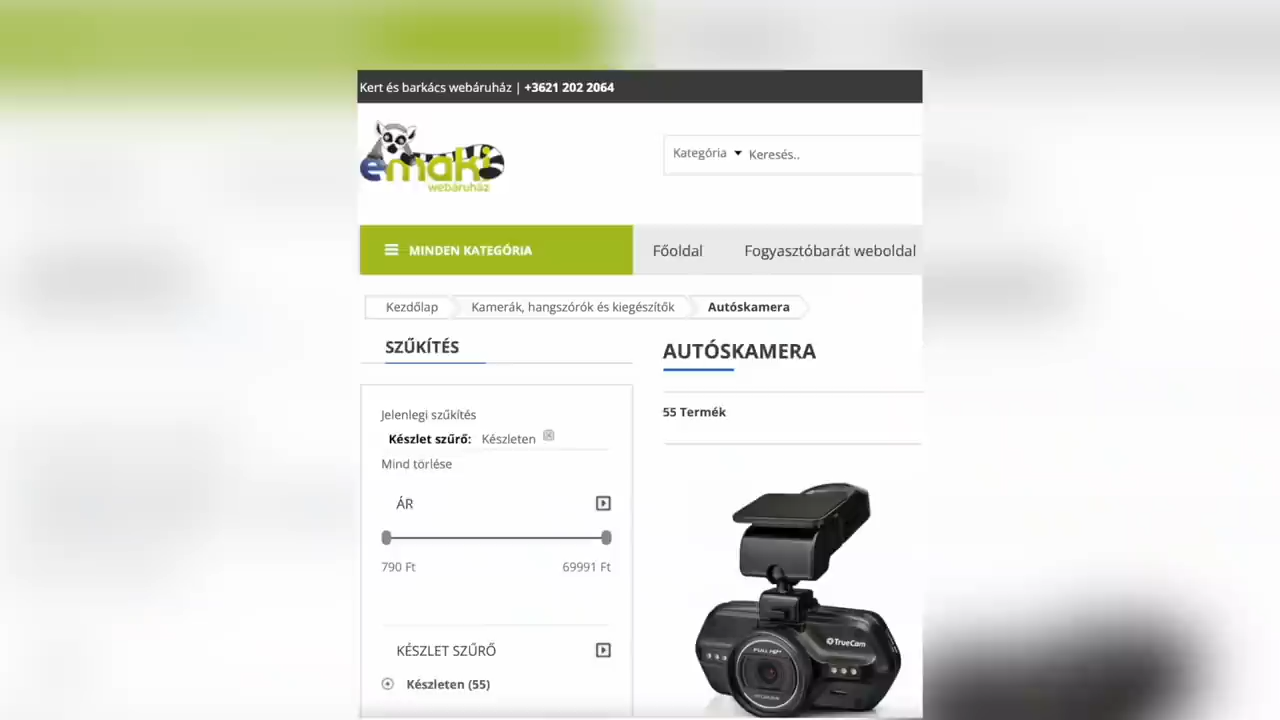 Kert és barkács webáruház | +3621 202 2064
emaki
webáruház
Kategória Keresés..
MINDEN KATEGÓRIA Főoldal Fogyasztóbarát weboldal
Kezdőlap Kamerák, hangszórók és kiegészítők Autóskamera
SZŰKÍTÉS
AUTÓSKAMERA
Jelenlegi szűkítés
55 Termék
Készlet szűrő: Készleten
Mind törlése
ÁR
790 Ft 69991 Ft
KÉSZLET SZŰRŐ
Készleten (55)
TrueCam
FULL HD